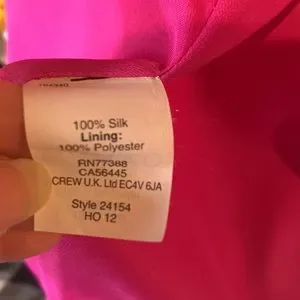 100% Silk
Lining:
100% Polyester
RN77388
CA56445
CREW U.K. Ltd EC4V 6JA
Style 24154
HO 12